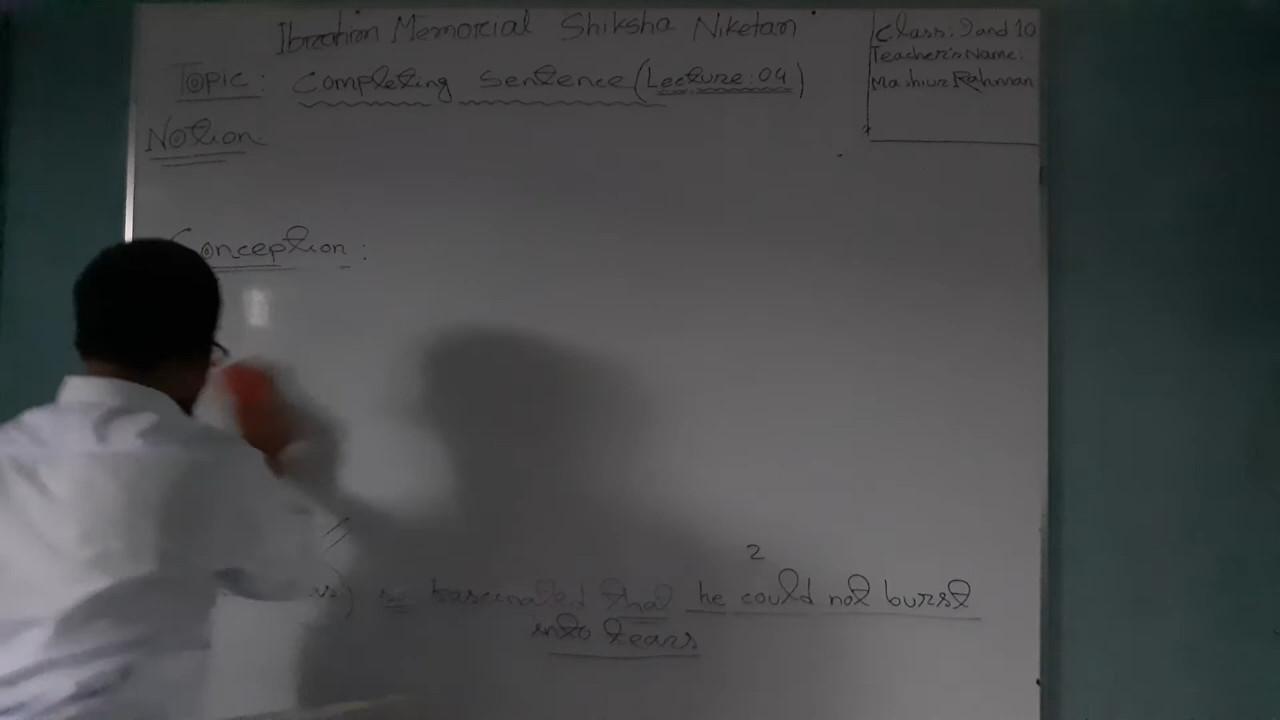 Ibrahim Memorial Shiksha Niketan
Class: 9 and 10
Teacher's Name:
Mashiur Rahman
Topic: Completing Sentence (Lecture: 04)
Notion
Conception:
2
so fascinated that he could not burst
into tears